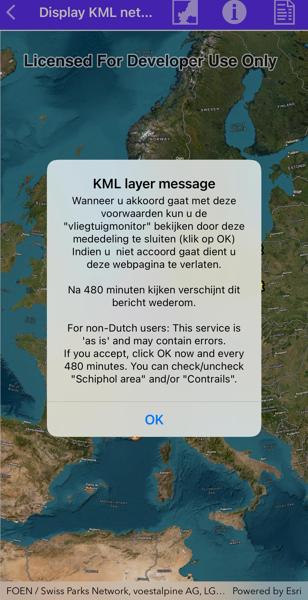 Display KML net...
Licensed For Developer Use Only
SWEDEN
NORWAY
KML layer message
Wanneer u akkoord gaat met deze
voorwaarden kun u de
"vliegtuigmonitor" bekijken door deze
mededeling te sluiten (klik op OK)
Indien u  niet accoord gaat dient u
deze webpagina te verlaten.
Na 480 minuten kijken verschijnt dit
bericht wederom.
For non-Dutch users: This service is
'as is' and may contain errors.
If you accept, click OK now and every
480 minutes. You can check/uncheck
"Schiphol area" and/or "Contrails".
OK
FOEN / Swiss Parks Network, voestalpine AG, LG... Powered by Esri